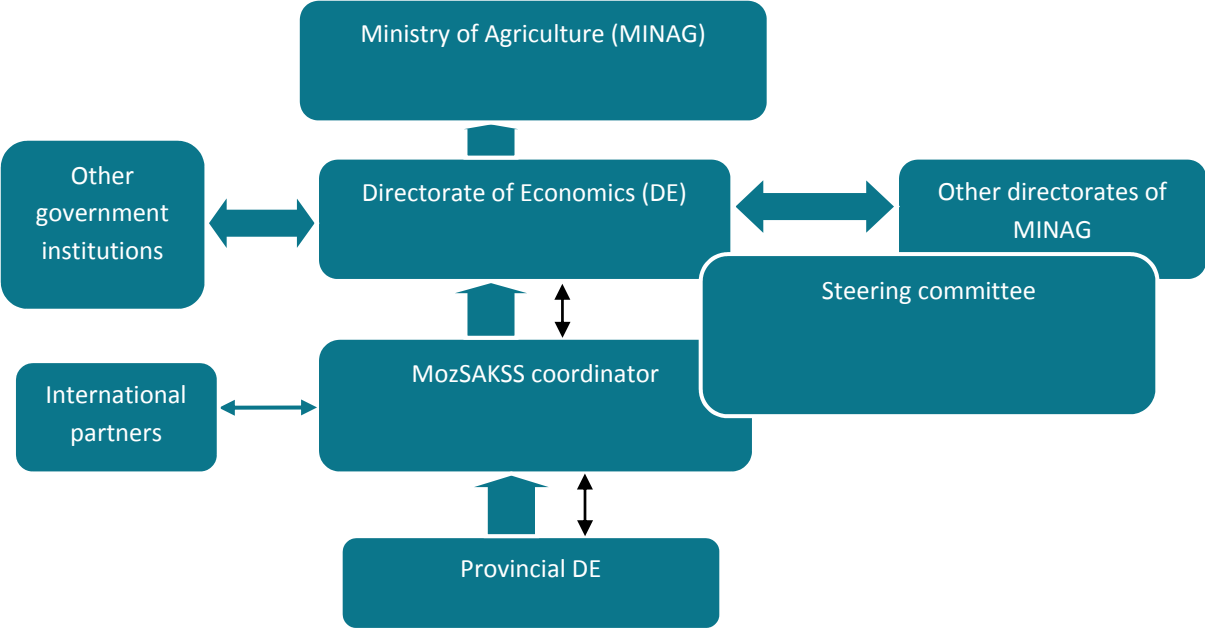 Ministry of Agriculture (MINAG)
Other
government
institutions
Directorate of Economics (DE)
Other directorates of
MINAG
Steering committee
MozSAKSS coordinator
International
partners
Provincial DE